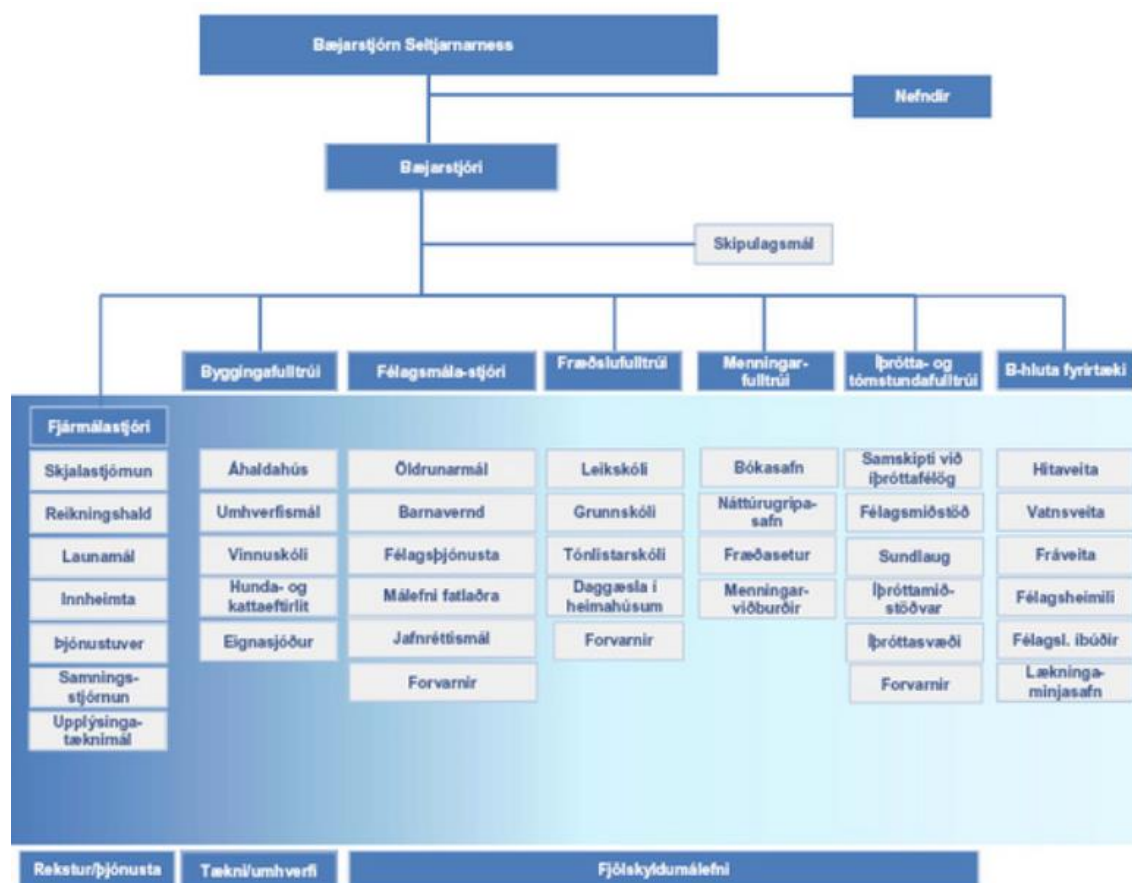 Bæjarstjórn Seltjarnarness
Nefndir
Bæjarstjóri
Skipulagsmál
Fjármálastjóri
Skjalastjórnun
Reikningshald
Launamál
Innheimta
Þjónustuver
Samnings-
stjórnun
Upplýsinga-
tæknimál
Byggingafulltrúi
Áhaldahús
Umhverfismál
Vinnuskóli
Hunda- og
kattaeftirlit
Eignasjóður
Félagsmála-stjóri
Öldrunarmál
Barnavernd
Félagsþjónusta
Málefni fatlaðra
Jafnréttismál
Forvarnir
Fræðslufulltrúi
Leikskóli
Grunnskóli
Tónlistarskóli
Daggæsla í
heimahúsum
Forvarnir
Menningar-
fulltrúi
Bókasafn
Náttúrugripa-
safn
Fræðasetur
Menningar-
viðburðir
Íþrótta- og
tómstundafulltrúi
Samskipti við
íþróttafélög
Félagsmiðstöð
Sundlaug
Íþróttamið-
stöðvar
Íþróttasvæði
Forvarnir
B-hluta fyrirtæki
Hitaveita
Vatnsveita
Fráveita
Félagsheimili
Félagsl. íbúðir
Lækninga-
minjasafn
Rekstur/þjónusta
Tækni/umhverfi
Fjölskyldumálefni